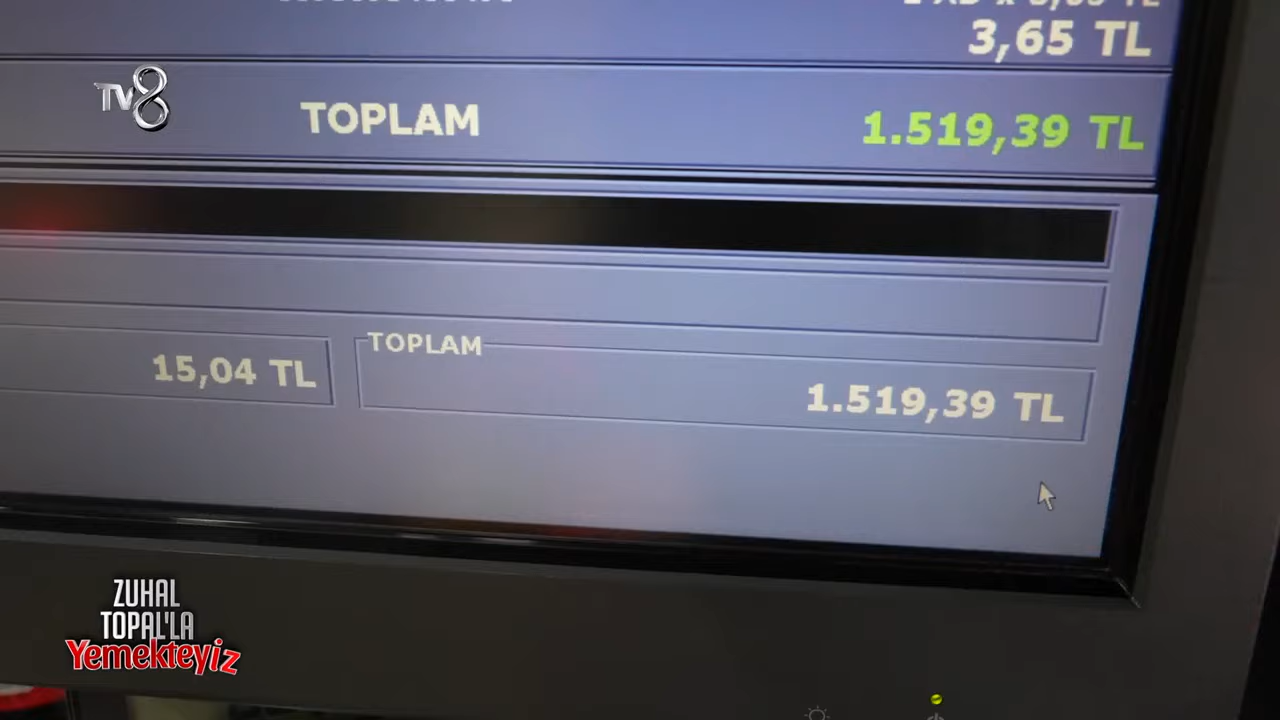 3,65 TL
TV8
TOPLAM
1.519,39 TL
TOPLAM
15,04 TL
1.519,39 TL
ZUHAL
TOPAL'LA
Yemekteyiz